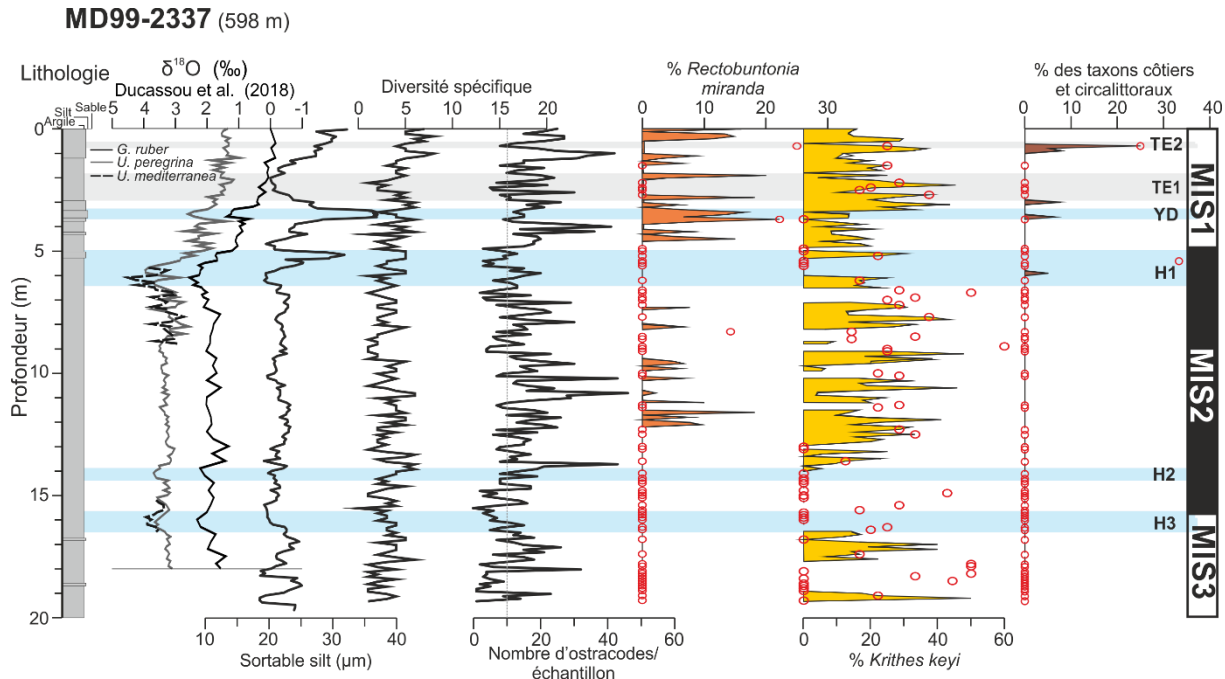 MD99-2337 (598 m)
Lithologie
δ18O (‰)
Ducassou et al. (2018)
Diversité spécifique
% Rectobuntonia
miranda
% des taxons côtiers
et circalittoraux
Argile
Silt
Sable
5 4 3 2 1 0 -1
0 5 10 15 20
0 10 20 30
0 10 20 30 40
G. ruber
U. peregrina
U. mediterranea
Profondeur (m)
0
5
10
15
20
TE2
TE1
YD
H1
H2
H3
MIS1
MIS2
MIS3
10 20 30 40
Sortable silt (µm)
0 20 40 60
Nombre d'ostracodes/
échantillon
0 20 40 60
% Krithes keyi